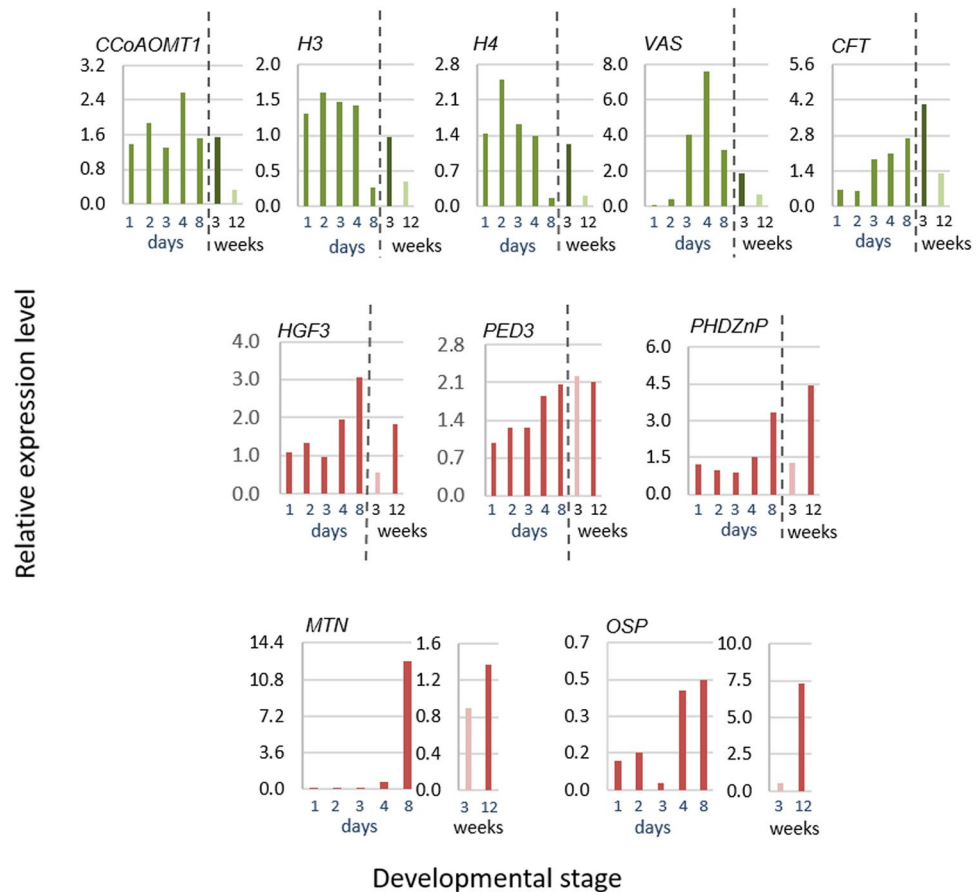 CCoAOMT1 H3 H4 VAS CFT
3.2 2.0 2.8 8.0 5.6
2.4 1.5 2.1 6.0 4.2
1.6 1.0 1.4 4.0 2.8
0.8 0.5 0.7 2.0 1.4
0.0 0.0 0.0 0.0 0.0
1 2 3 4 8 3 12 1 2 3 4 8 3 12 1 2 3 4 8 3 12 1 2 3 4 8 3 12 1 2 3 4 8 3 12
days weeks days weeks days weeks days weeks days weeks
Relative expression level
HGF3 PED3 PHDZnP
4.0 2.8 6.0
3.0 2.1 4.5
2.0 1.4 3.0
1.0 0.7 1.5
0.0 0.0 0.0
1 2 3 4 8 3 12 1 2 3 4 8 3 12 1 2 3 4 8 3 12
days weeks days weeks days weeks
MTN OSP
14.4 1.6 0.7 10.0
10.8 1.2 0.5 7.5
7.2 0.8 0.3 5.0
3.6 0.4 0.2 2.5
0.0 0.0 0.0 0.0
1 2 3 4 8 3 12 1 2 3 4 8 3 12
days weeks days weeks
Developmental stage